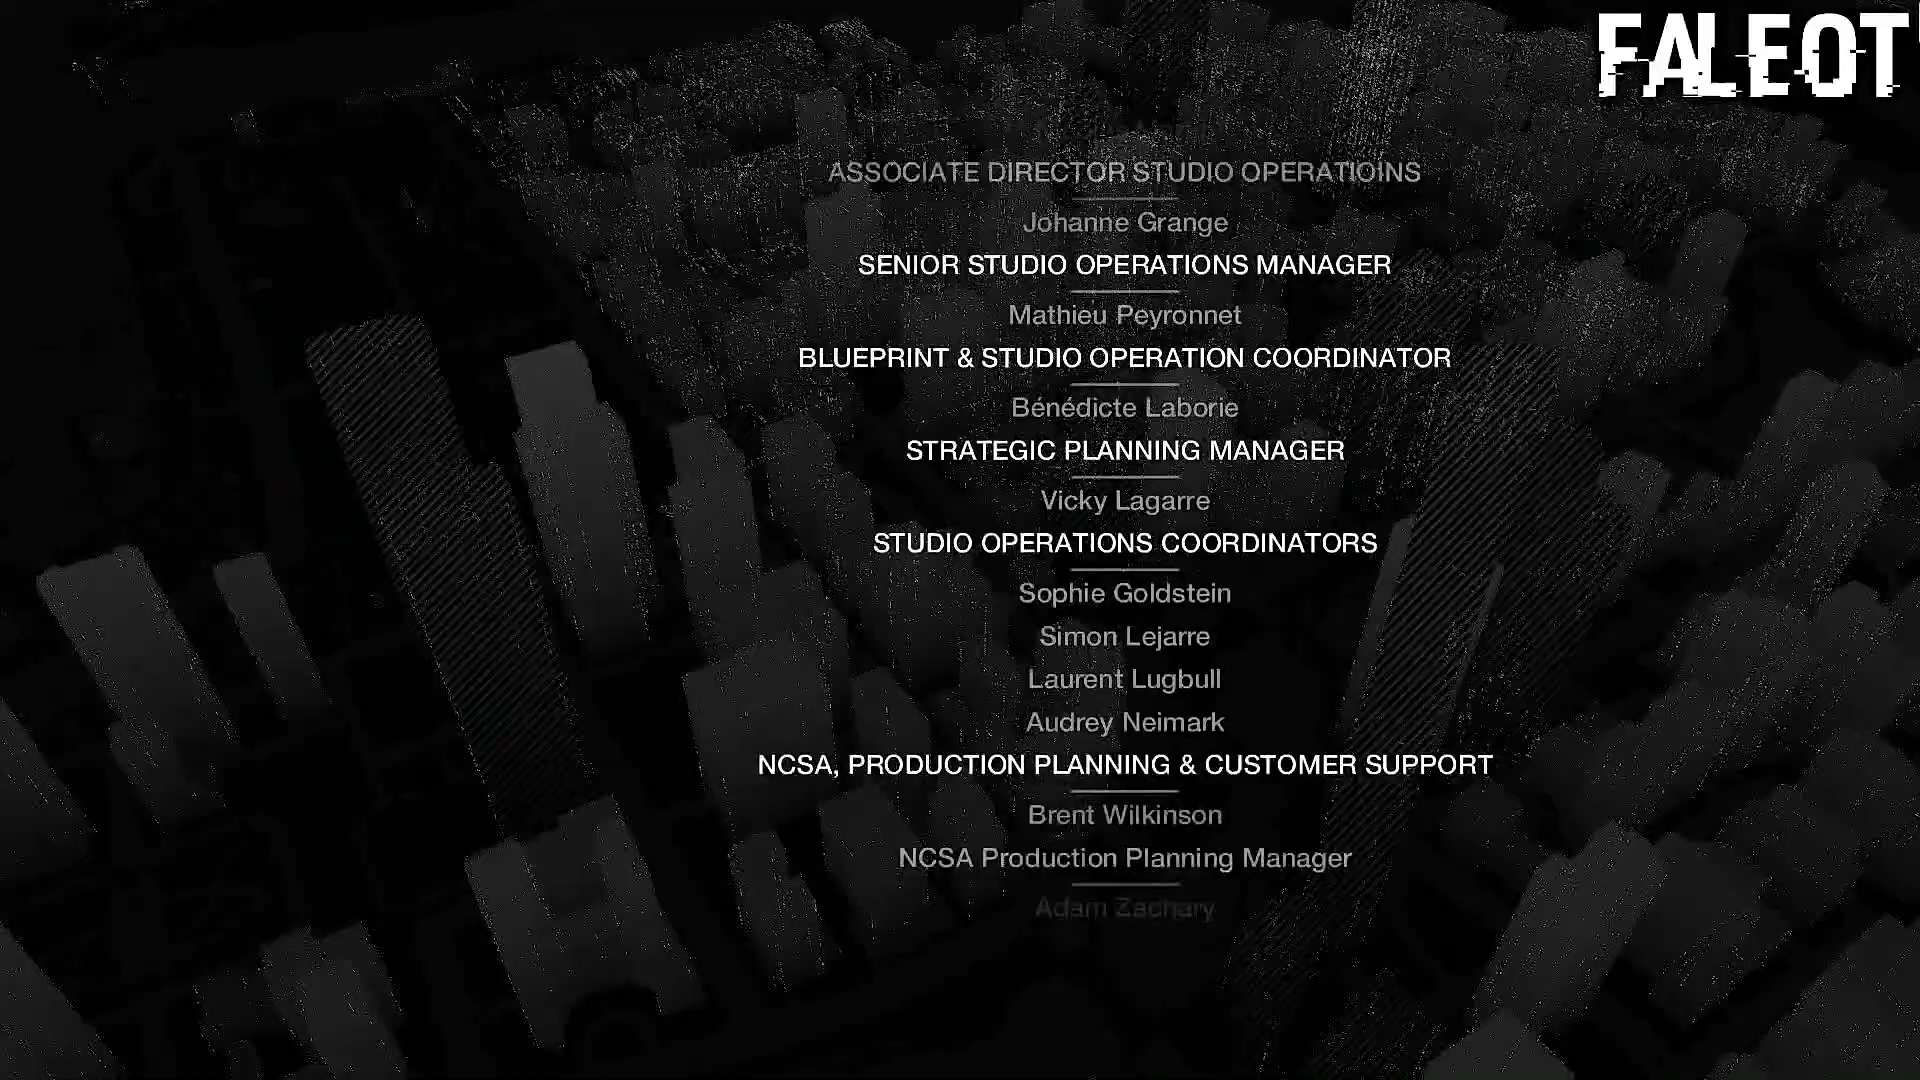 FALEOT
ASSOCIATE DIRECTOR STUDIO OPERATIOINS
Johanne Grange
SENIOR STUDIO OPERATIONS MANAGER
Mathieu Peyronnet
BLUEPRINT & STUDIO OPERATION COORDINATOR
Bénédicte Laborie
STRATEGIC PLANNING MANAGER
Vicky Lagarre
STUDIO OPERATIONS COORDINATORS
Sophie Goldstein
Simon Lejarre
Laurent Lugbull
Audrey Neimark
NCSA, PRODUCTION PLANNING & CUSTOMER SUPPORT
Brent Wilkinson
NCSA Production Planning Manager
Adam Zachary